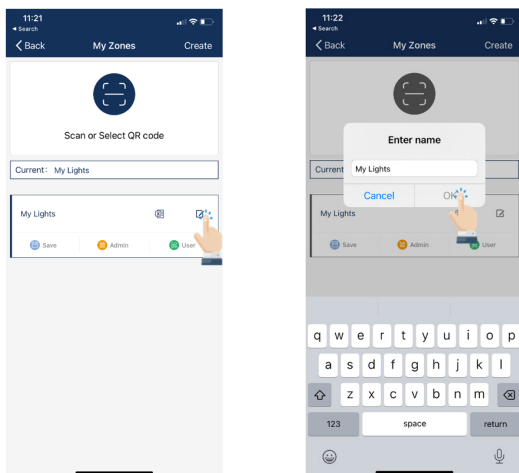 11:21
◀ Search
Back My Zones Create
Scan or Select QR code
Current: My Lights
My Lights
Save Admin User
11:22
◀ Search
Back My Zones Create
Enter name
Current
My Lights
Cancel OK
My Lights
Save Admin User
q w e r t y u i o p
a s d f g h j k l
z x c v b n m
123 space return